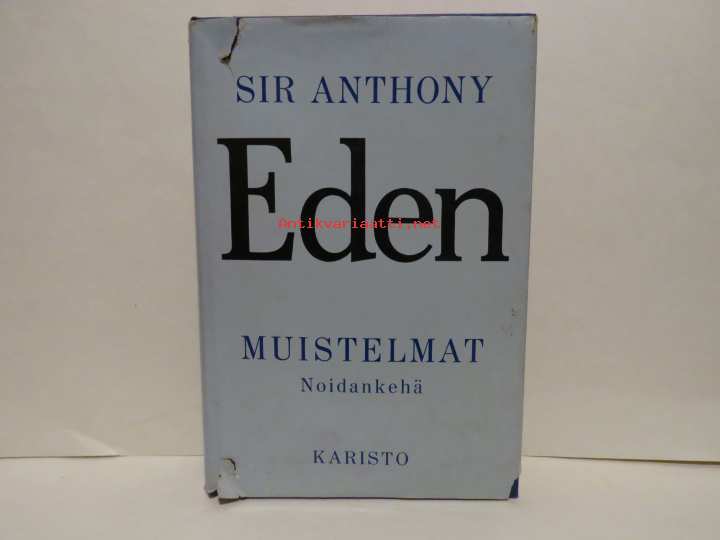 SIR ANTHONY
Eden
Antikvariaatti.net
MUISTELMAT
Noidankehä
KARISTO